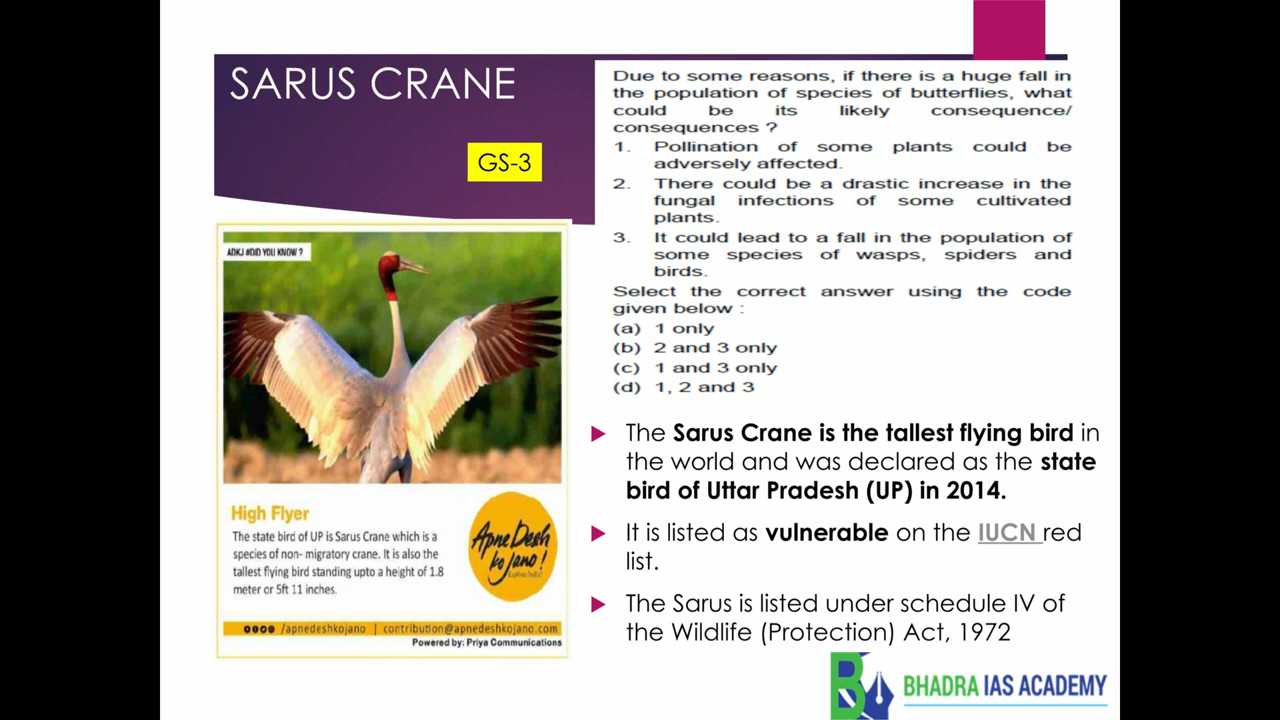 SARUS CRANE
GS-3
Due to some reasons, if there is a huge fall in
the population of species of butterflies, what
could be its likely consequence/
consequences ?
1. Pollination of some plants could be
adversely affected.
2. There could be a drastic increase in the
fungal infections of some cultivated
plants.
3. It could lead to a fall in the population of
some species of wasps, spiders and
birds.
Select the correct answer using the code
given below :
(a) 1 only
(b) 2 and 3 only
(c) 1 and 3 only
(d) 1, 2 and 3
ADKJ #DID YOU KNOW ?
High Flyer
The state bird of UP is Sarus Crane which is a
species of non- migratory crane. It is also the
tallest flying bird standing upto a height of 1.8
meter or 5ft 11 inches.
Apne Desh
ko Jano !
/apnedeshkojano | contribution@apnedeshkojano.com
Powered by: Priya Communications
The Sarus Crane is the tallest flying bird in
the world and was declared as the state
bird of Uttar Pradesh (UP) in 2014.
It is listed as vulnerable on the IUCN red
list.
The Sarus is listed under schedule IV of
the Wildlife (Protection) Act, 1972
BHADRA IAS ACADEMY